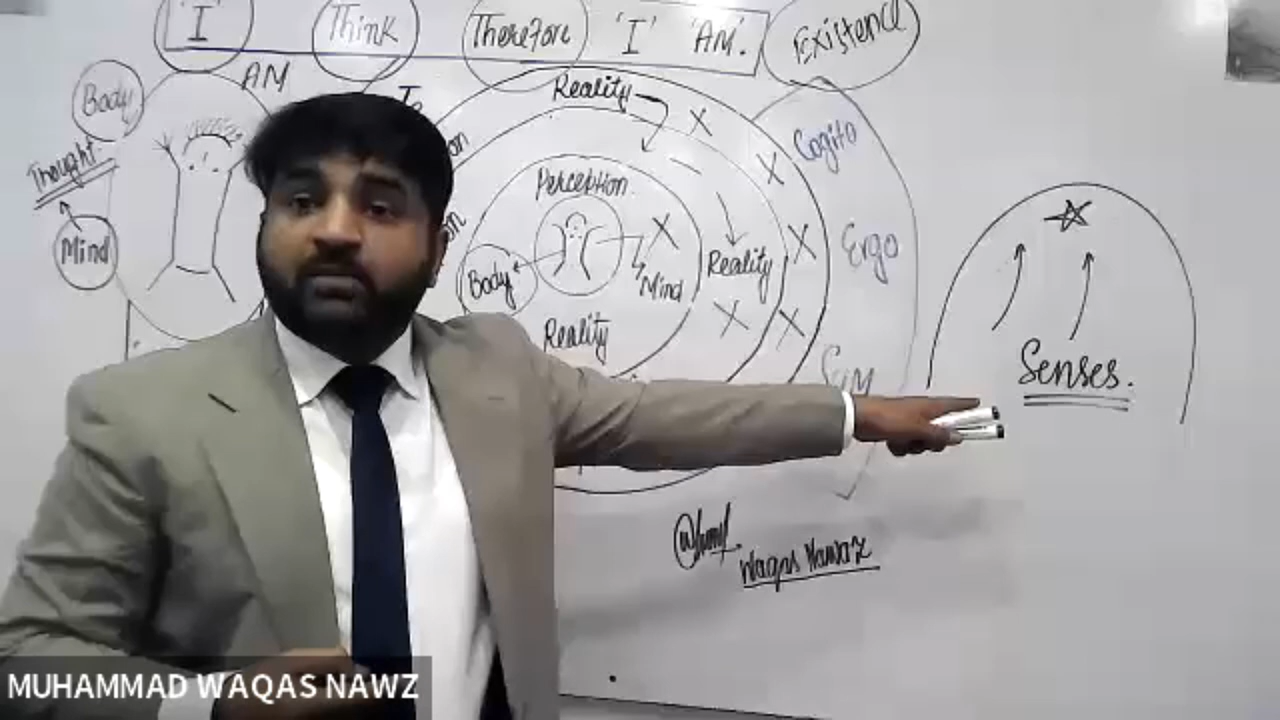 'I' Think Therefore 'I' 'AM.' Existence
AM
Body
Thought.
Mind
Reality
Perception
Body
Mind
Reality
Reality
Cogito
Ergo
Sum
Senses.
Waqas Nawaz
MUHAMMAD WAQAS NAWZ